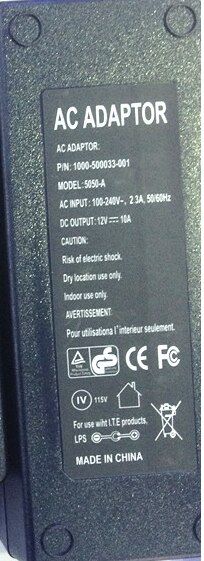 AC ADAPTOR
AC ADAPTOR:
P/N: 1000-500033-001
MODEL: 5050-A
AC INPUT: 100-240V~, 2.3A, 50/60Hz
DC OUTPUT: 12V ⎓ 10A
CAUTION:
Risk of electric shock.
Dry location use only.
Indoor use only.
AVERTISSEMENT:
Pour utilisationa l`interieur seulement.
GS CE FC
IV 115V
For use wiht I.T.E products.
LPS
MADE IN CHINA